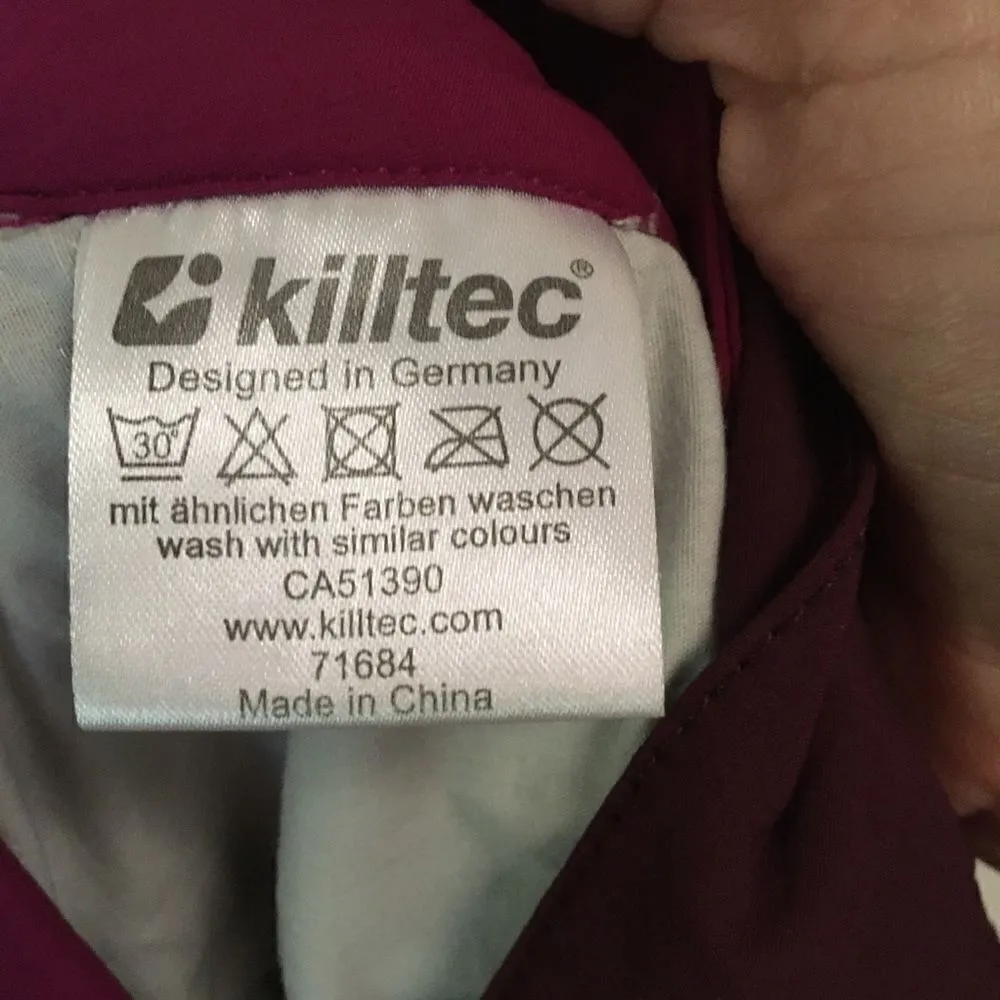 killtec®
Designed in Germany
30°
mit ähnlichen Farben waschen
wash with similar colours
CA51390
www.killtec.com
71684
Made in China